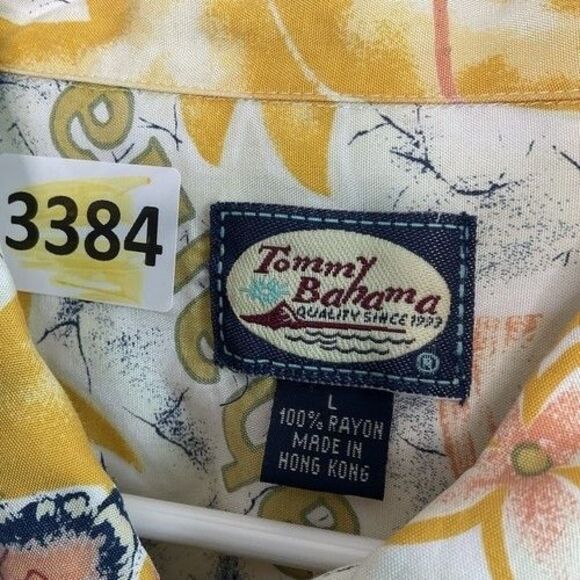 3384
Tommy
Bahama
QUALITY SINCE 1993
®
L
100% RAYON
MADE IN
HONG KONG